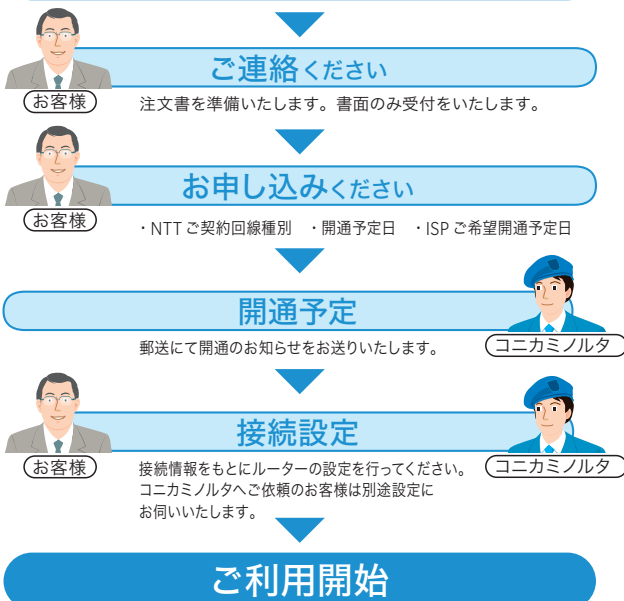 ご連絡ください
お客様
注文書を準備いたします。書面のみ受付をいたします。
お申し込みください
お客様
・NTT ご契約回線種別 ・開通予定日 ・ISP ご希望開通予定日
開通予定
郵送にて開通のお知らせをお送りいたします。
コニカミノルタ
接続設定
お客様
接続情報をもとにルーターの設定を行ってください。
コニカミノルタへご依頼のお客様は別途設定に
お伺いいたします。
コニカミノルタ
ご利用開始